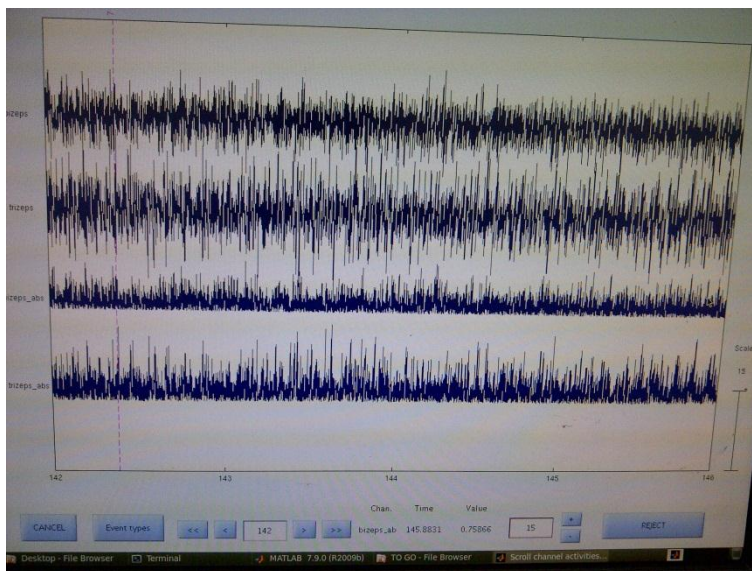 7
bizeps
trizeps
bizeps_abs
trizeps_abs
Scale
15
142 143 144 145 146
Chan. Time Value
CANCEL Event types << < 142 > >> bizeps_ab 145.8831 0.75866 15 + - REJECT
Desktop - File Browser Terminal MATLAB 7.9.0 (R2009b) TO GO - File Browser Scroll channel activities...